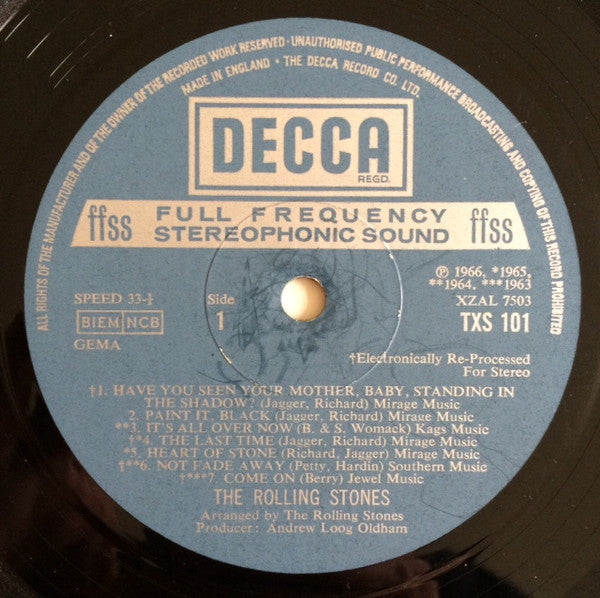 ALL RIGHTS OF THE MANUFACTURER AND OF THE OWNER OF THE RECORDED WORK RESERVED · UNAUTHORISED PUBLIC PERFORMANCE BROADCASTING AND COPYING OF THIS RECORD PROHIBITED
MADE IN ENGLAND · THE DECCA RECORD CO. LTD.
DECCA
REGD.
ffss FULL FREQUENCY STEREOPHONIC SOUND ffss
SPEED 33-⅓
BIEM NCB
GEMA
Side
1
℗ 1966, *1965,
**1964, ***1963
XZAL 7503
TXS 101
†Electronically Re-Processed
For Stereo
†1. HAVE YOU SEEN YOUR MOTHER, BABY, STANDING IN
THE SHADOW? (Jagger, Richard) Mirage Music
2. PAINT IT, BLACK (Jagger, Richard) Mirage Music
**3. IT'S ALL OVER NOW (B. & S. Womack) Kags Music
†*4. THE LAST TIME (Jagger, Richard) Mirage Music
*5. HEART OF STONE (Richard, Jagger) Mirage Music
†**6. NOT FADE AWAY (Petty, Hardin) Southern Music
†***7. COME ON (Berry) Jewel Music
THE ROLLING STONES
Arranged by The Rolling Stones
Producer: Andrew Loog Oldham